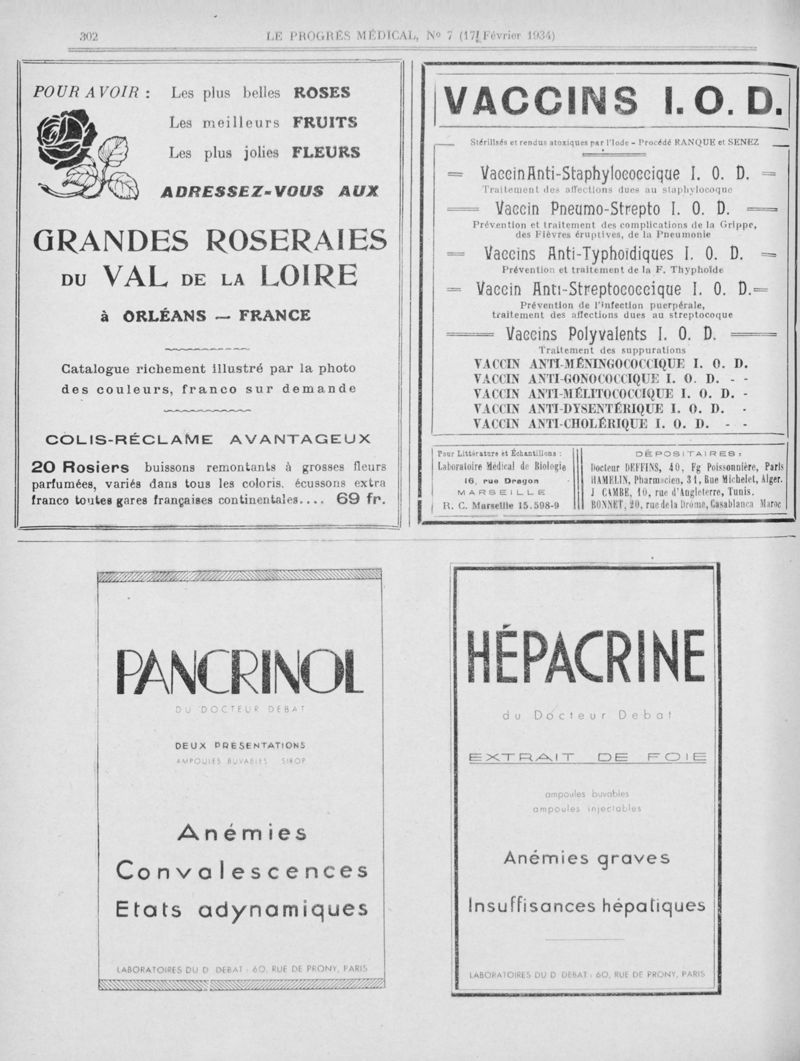 302
LE PROGRÈS MÉDICAL, No 7 (17 Février 1934)
POUR AVOIR : Les plus belles ROSES
Les meilleurs FRUITS
Les plus jolies FLEURS
ADRESSEZ-VOUS AUX
GRANDES ROSERAIES
DU VAL DE LA LOIRE
à ORLÉANS — FRANCE
Catalogue richement illustré par la photo
des couleurs, franco sur demande
COLIS-RÉCLAME AVANTAGEUX
20 Rosiers buissons remontants à grosses fleurs
parfumées, variés dans tous les coloris. écussons extra
franco toutes gares françaises continentales.... 69 fr.
VACCINS I. O. D.
Stérilisés et rendus atoxiques par l'Iode - Procédé RANQUE et SENEZ
= Vaccin Anti-Staphylococcique I. O. D. =
Traitement des affections dues au staphylocoque
= Vaccin Pneumo-Strepto I. O. D. =
Prévention et traitement des complications de la Grippe,
des Fièvres éruptives, de la Pneumonie
= Vaccins Anti-Typhoïdiques I. O. D. =
Prévention et traitement de la F. Thyphoïde
= Vaccin Anti-Streptococcique I. O. D. =
Prévention de l'infection puerpérale,
traitement des affections dues au streptocoque
= Vaccins Polyvalents I. O. D. =
Traitement des suppurations
VACCIN ANTI-MÉNINGOCOCCIQUE I. O. D.
VACCIN ANTI-GONOCOCCIQUE I. O. D. - -
VACCIN ANTI-MÉLITOCOCCIQUE I. O. D. -
VACCIN ANTI-DYSENTÉRIQUE I. O. D. -
VACCIN ANTI-CHOLÉRIQUE I. O. D. - -
Pour Littérature et Échantillons :
Laboratoire Médical de Biologie
16, rue Dragon
MARSEILLE
R. C. Marseille 15.598-9
DÉPOSITAIRES :
Docteur DEFFINS, 40, Fg Poissonnière, Paris
HAMELIN, Pharmacien, 31, Rue Michelet, Alger.
J CAMBE, 10, rue d'Angleterre, Tunis.
BONNET, 20, rue de la Drôme, Casablanca Maroc
PANCRINOL
DU DOCTEUR DEBAT
DEUX PRÉSENTATIONS
AMPOULES BUVABLES SIROP
Anémies
Convalescences
Etats adynamiques
LABORATOIRES DU D DEBAT : 60, RUE DE PRONY, PARIS
HÉPACRINE
du Docteur Debat
EXTRAIT DE FOIE
ampoules buvables
ampoules injectables
Anémies graves
Insuffisances hépatiques
LABORATOIRES DU D DEBAT : 60, RUE DE PRONY, PARIS